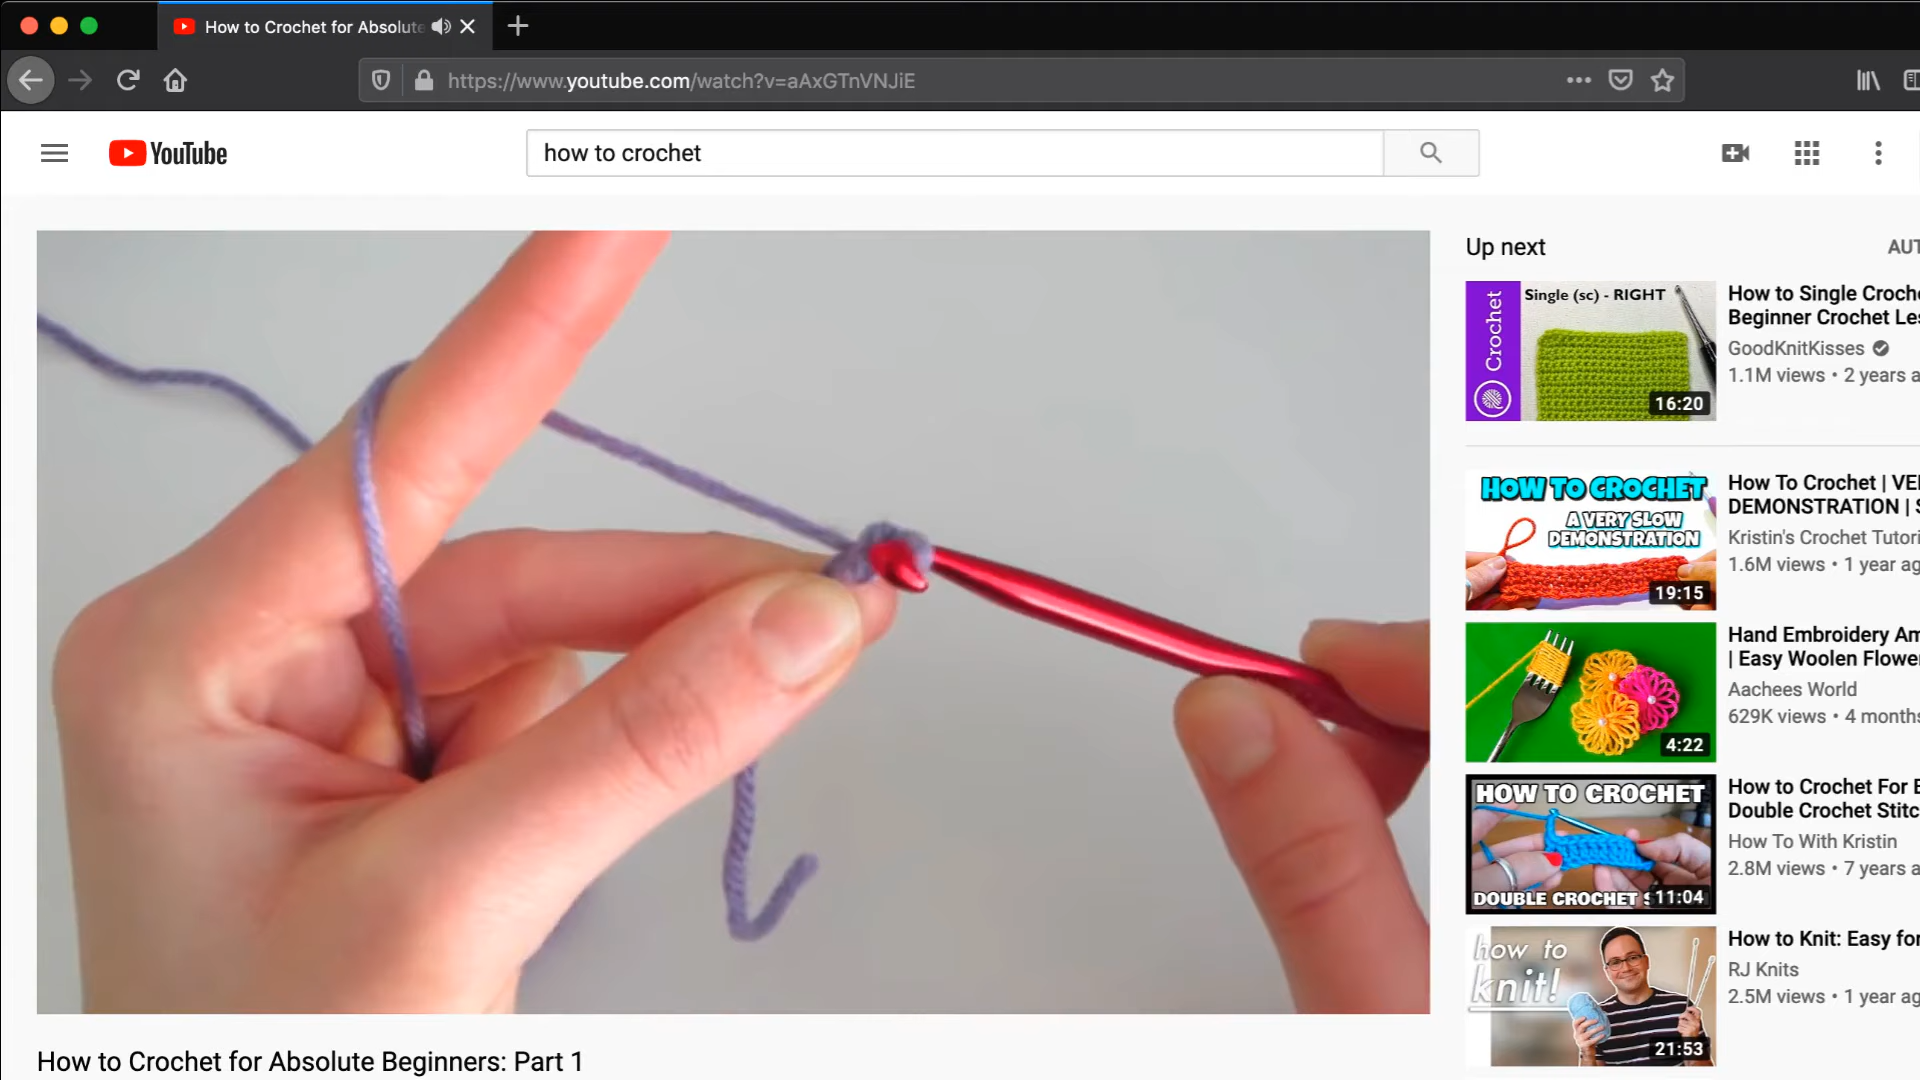 How to Crochet for Absolute
https://www.youtube.com/watch?v=aAxGTnVNJiE
YouTube
how to crochet
Up next
AUT
Crochet
Single (sc) - RIGHT
16:20
How to Single Croche
Beginner Crochet Les
GoodKnitKisses
1.1M views • 2 years a
HOW TO CROCHET
A VERY SLOW
DEMONSTRATION
19:15
How To Crochet | VE
DEMONSTRATION | S
Kristin's Crochet Tutori
1.6M views • 1 year ag
4:22
Hand Embroidery Am
| Easy Woolen Flowe
Aachees World
629K views • 4 months
HOW TO CROCHET
DOUBLE CROCHET S
11:04
How to Crochet For B
Double Crochet Stitc
How To With Kristin
2.8M views • 7 years a
how to
knit!
21:53
How to Knit: Easy for
RJ Knits
2.5M views • 1 year ag
How to Crochet for Absolute Beginners: Part 1